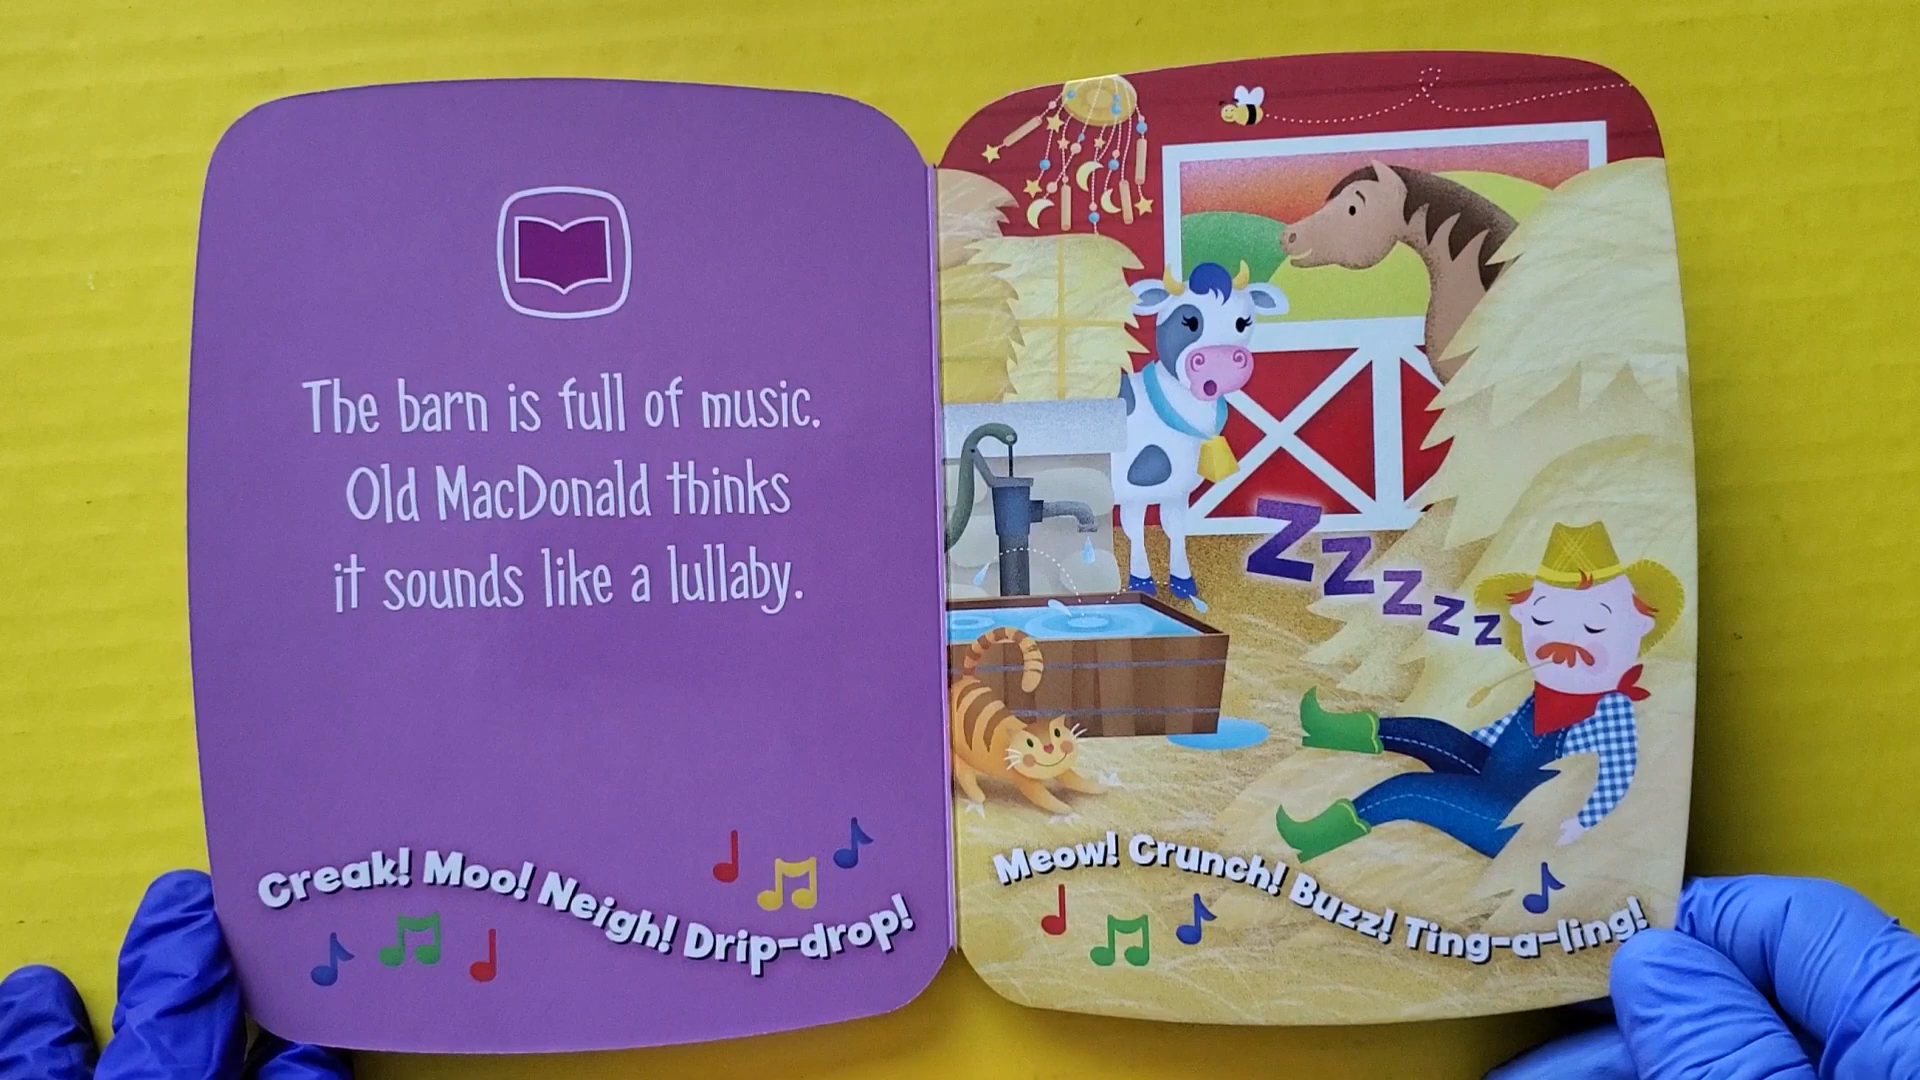 The barn is full of music.
Old MacDonald thinks
it sounds like a lullaby.
Creak! Moo! Neigh! Drip-drop!
Zzzzz
Meow! Crunch! Buzz! Ting-a-ling!